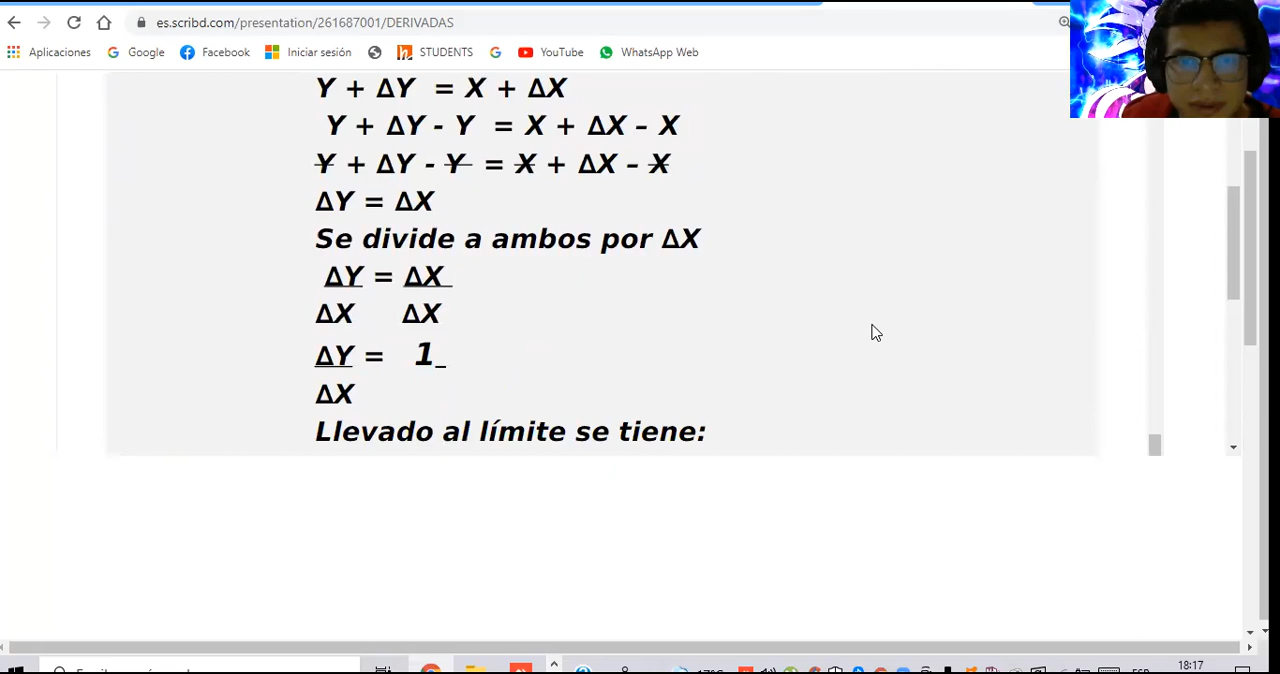 es.scribd.com/presentation/261687001/DERIVADAS
Aplicaciones Google Facebook Iniciar sesión STUDENTS YouTube WhatsApp Web
Y + ΔY = X + ΔX
Y + ΔY - Y = X + ΔX – X
Y + ΔY - Y = X + ΔX – X
ΔY = ΔX
Se divide a ambos por ΔX
ΔY = ΔX
ΔX ΔX
ΔY = 1_
ΔX
Llevado al límite se tiene:
18:17